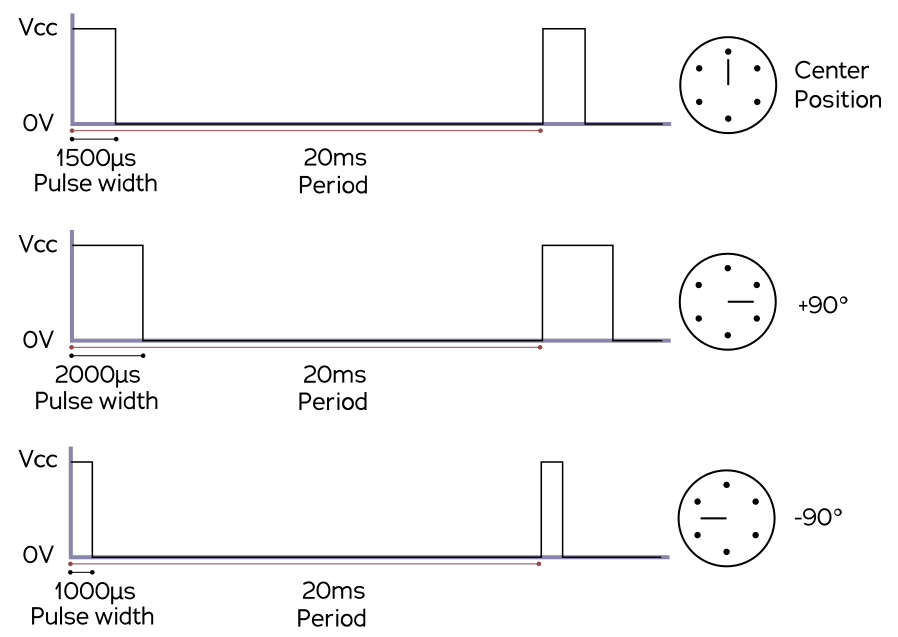 Vcc
0V
1500µs
Pulse width
20ms
Period
Center
Position
Vcc
0V
2000µs
Pulse width
20ms
Period
+90°
Vcc
0V
1000µs
Pulse width
20ms
Period
-90°